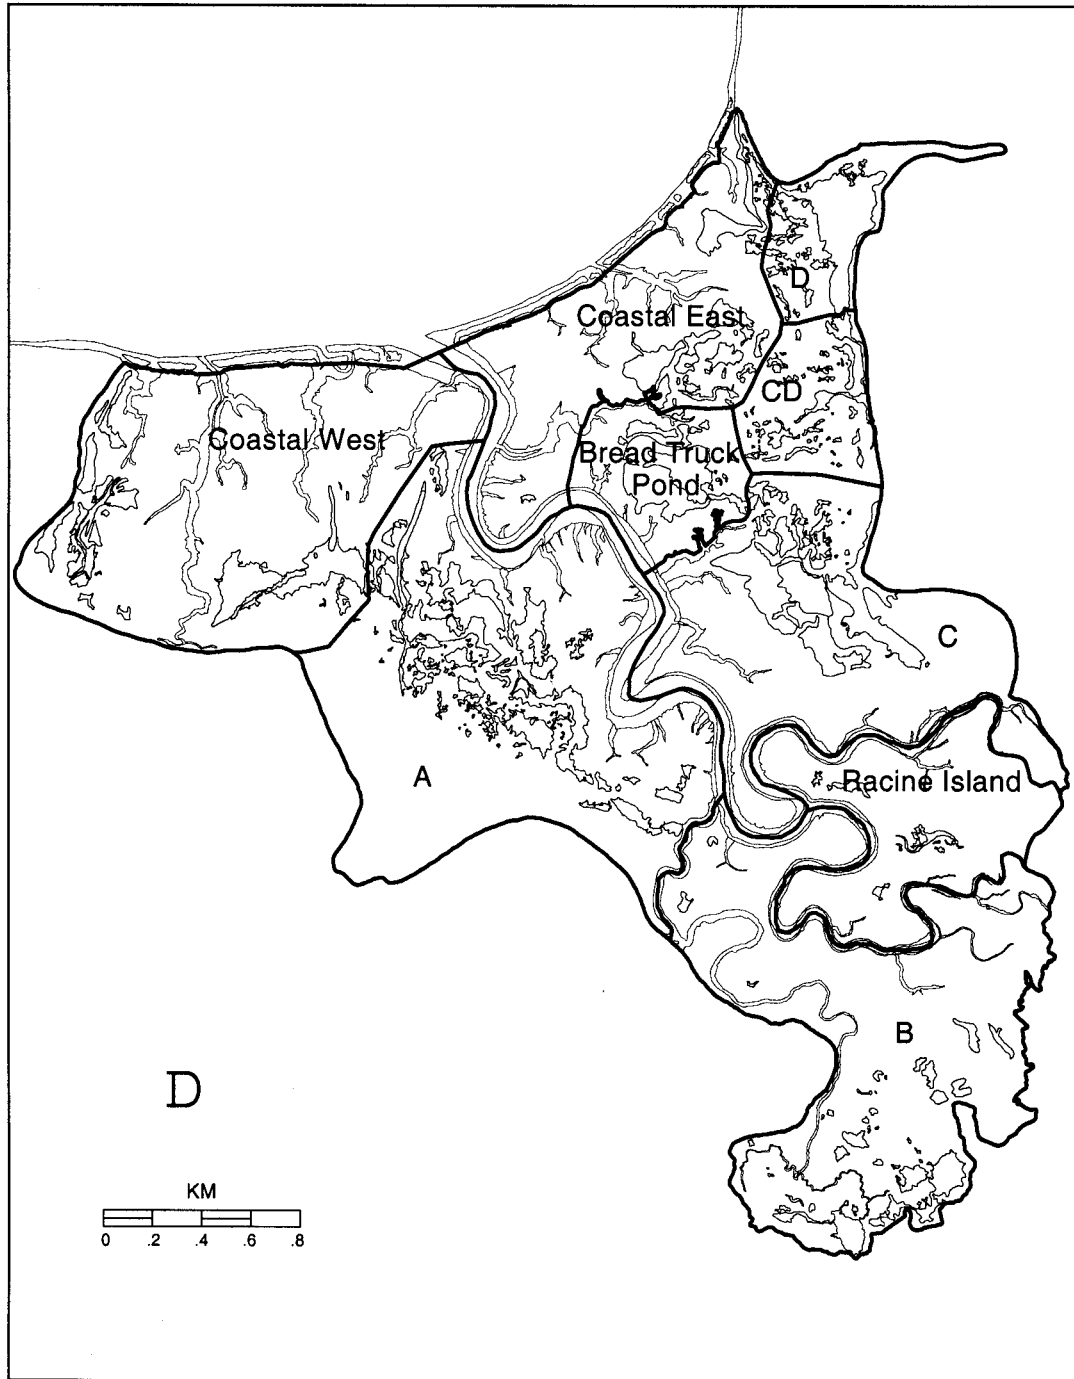 D
Coastal East
CD
Coastal West
Bread Truck
Pond
C
A
Racine Island
B
D
KM
0 .2 .4 .6 .8